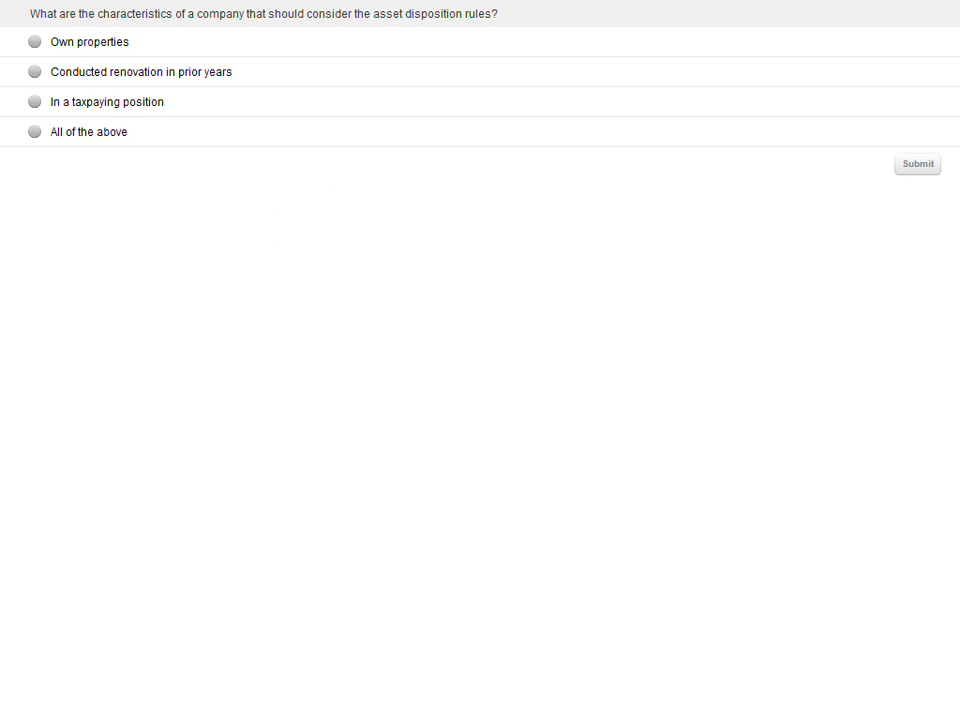 What are the characteristics of a company that should consider the asset disposition rules?
Own properties
Conducted renovation in prior years
In a taxpaying position
All of the above
Submit